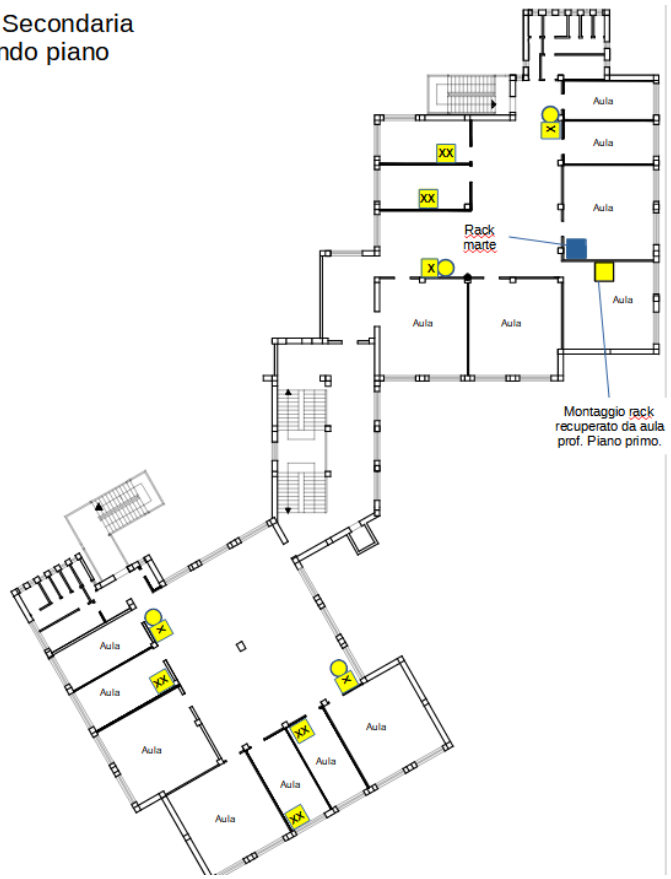 Secondaria
ndo piano
Aula
X
Aula
XX
XX
Aula
Rack
marte
X
Aula
Aula
Aula
Montaggio rack
recuperato da aula
prof. Piano primo.
X
Aula
XX
Aula
X
Aula
XX
Aula
Aula
Aula
XX
Aula